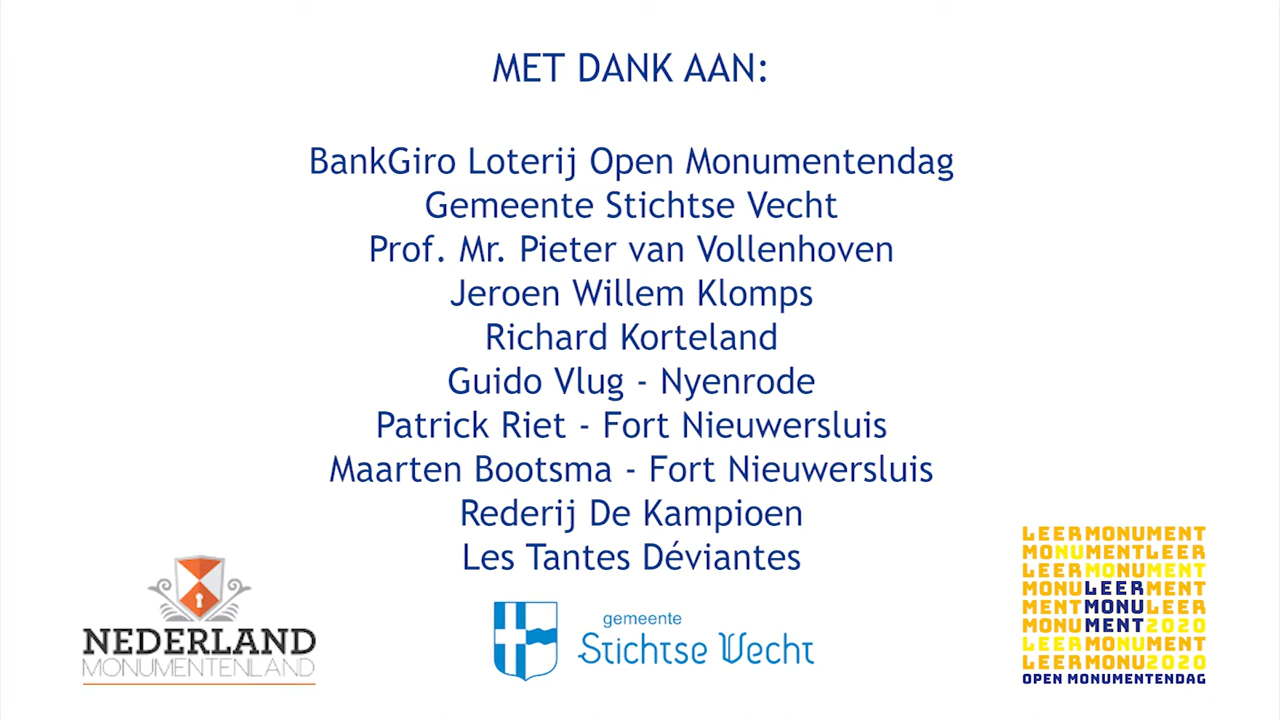 MET DANK AAN:
BankGiro Loterij Open Monumentendag
Gemeente Stichtse Vecht
Prof. Mr. Pieter van Vollenhoven
Jeroen Willem Klomps
Richard Korteland
Guido Vlug - Nyenrode
Patrick Riet - Fort Nieuwersluis
Maarten Bootsma - Fort Nieuwersluis
Rederij De Kampioen
Les Tantes Déviantes
NEDERLAND
MONUMENTENLAND
gemeente
Stichtse Vecht
LEERMONUMENT
MONUMENTLEER
LEERMONUMENT
MONULEERMENT
MENTMONULEER
MONUMENT2020
LEERMONUMENT
LEERMONU2020
OPEN MONUMENTENDAG